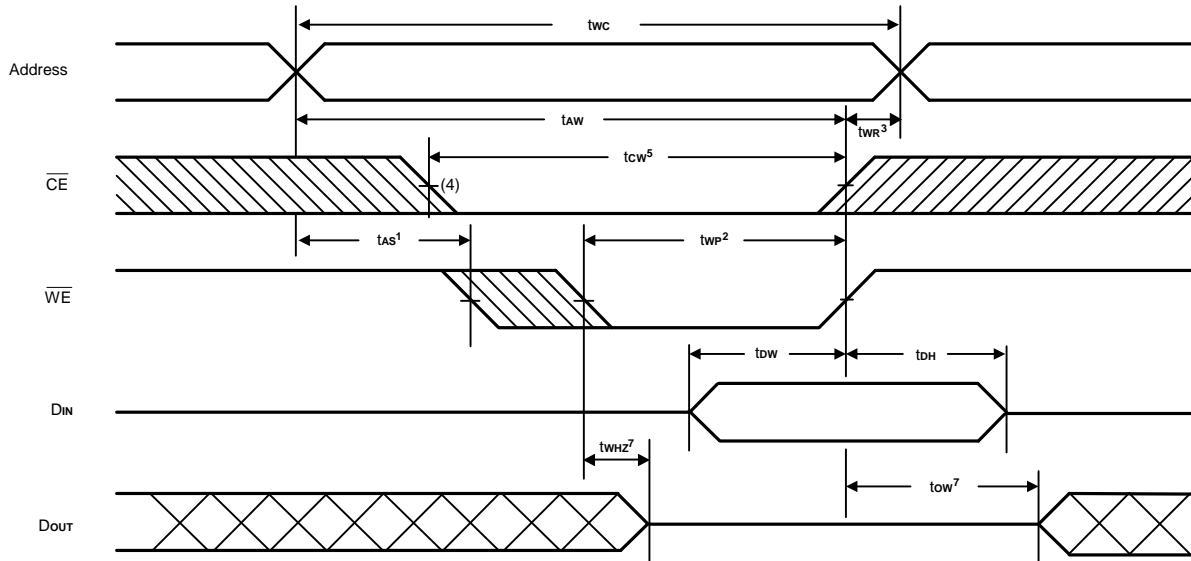 tWC
Address
tAW
tWR3
tCW5
CE
(4)
tAS1
tWP2
WE
tDW
tDH
DIN
tWHZ7
tOW7
DOUT